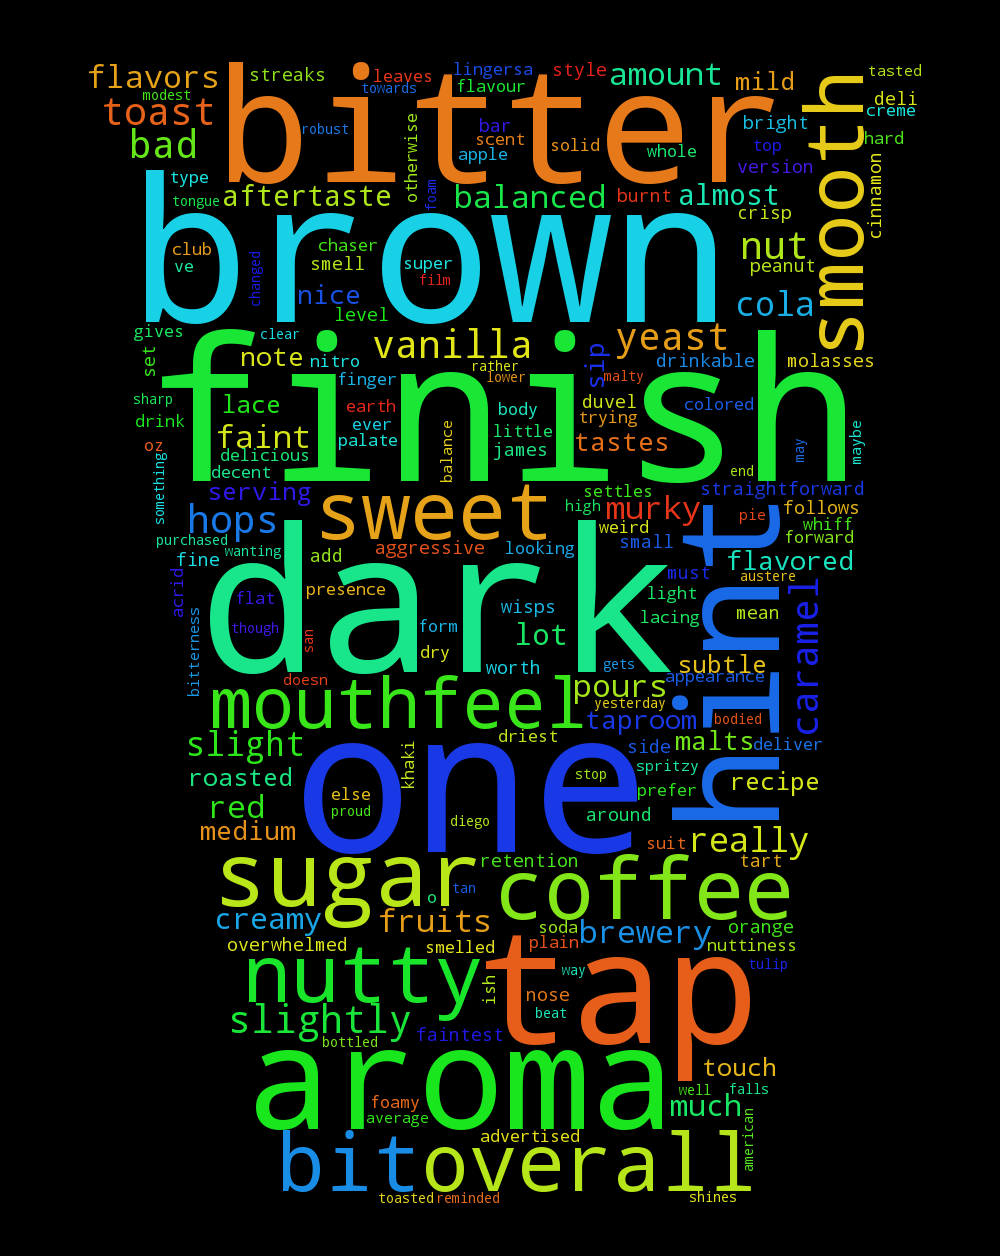 flavors streaks leaves lingersa style amount mild tasted
modest towards flavour deli
toast bitter smooth creme
bad robust otherwise bar scent apple solid whole bright top version hard
type aftertaste foam balanced burnt almost crisp cinnamon
tongue
brown
club chaser super nut
ve changed smell film peanut
nice level cola
gives clear vanilla yeast
set note nitro rather sip drinkable molasses
finish
finger lower malty
sharp lace earth body duvel colored
drink faint ever palate balance little trying tastes may maybe
oz delicious james
decent something end
serving sweet settles straightforward
hops high murky pie follows
weird whiff
purchased wanting aggressive looking small forward
fine add flavored
acrid dark hint
flat presence wisps must austere
light
though san form lot lacing mean caramel
bitterness dry
doesn worth gets subtle
mouthfeel pours appearance
yesterday
taproom bodied
slight driest side malts deliver
one
roasted khaki stop spritzy recipe
red else prefer
proud diego around
medium suit really
sugar retention tart
tan coffee
creamy o fruits soda brewery orange
overwhelmed smelled plain nuttiness
nutty tap way tulip
ish nose
slightly beat
bottled faintest
aroma touch
foamy well falls
average much
advertised american
bit overall
toasted reminded shines